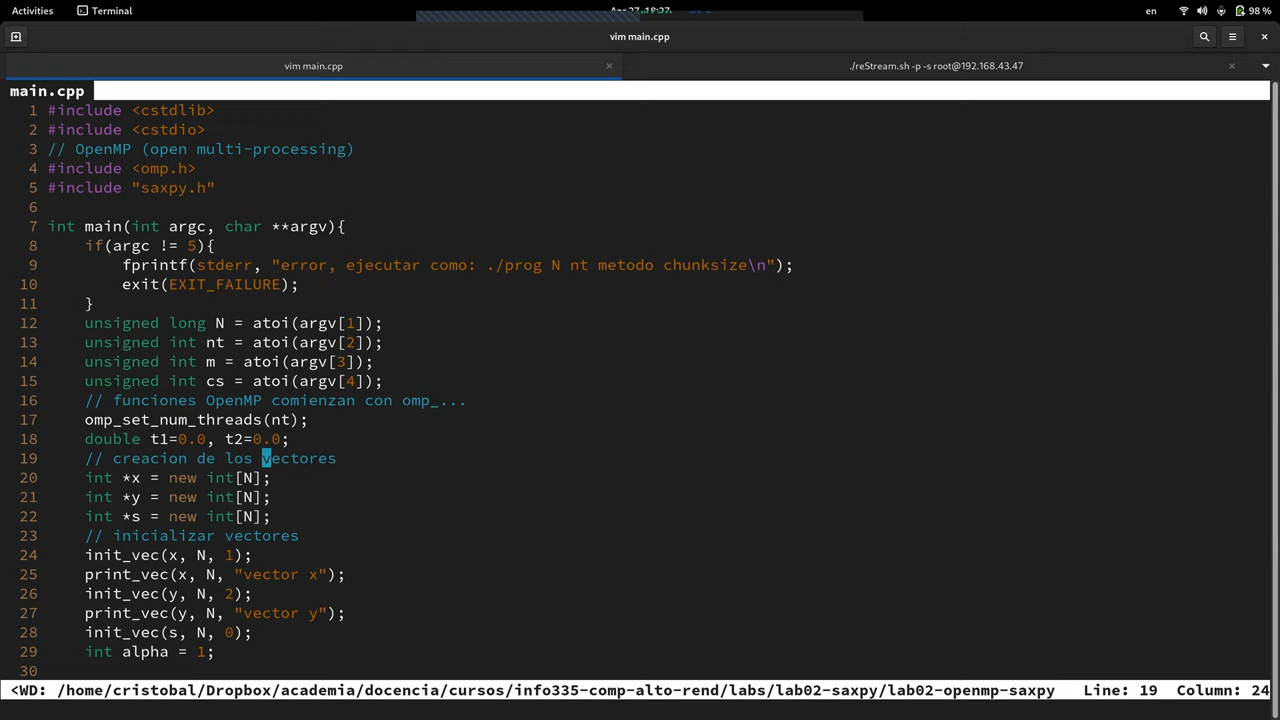 Activities Terminal Apr 27 18:27 en 98 %
vim main.cpp
vim main.cpp ./reStream.sh -p -s root@192.168.43.47
main.cpp
1 #include <cstdlib>
2 #include <cstdio>
3 // OpenMP (open multi-processing)
4 #include <omp.h>
5 #include "saxpy.h"
6
7 int main(int argc, char **argv){
8 if(argc != 5){
9 fprintf(stderr, "error, ejecutar como: ./prog N nt metodo chunksize\n");
10 exit(EXIT_FAILURE);
11 }
12 unsigned long N = atoi(argv[1]);
13 unsigned int nt = atoi(argv[2]);
14 unsigned int m = atoi(argv[3]);
15 unsigned int cs = atoi(argv[4]);
16 // funciones OpenMP comienzan con omp_...
17 omp_set_num_threads(nt);
18 double t1=0.0, t2=0.0;
19 // creacion de los vectores
20 int *x = new int[N];
21 int *y = new int[N];
22 int *s = new int[N];
23 // inicializar vectores
24 init_vec(x, N, 1);
25 print_vec(x, N, "vector x");
26 init_vec(y, N, 2);
27 print_vec(y, N, "vector y");
28 init_vec(s, N, 0);
29 int alpha = 1;
30
<WD: /home/cristobal/Dropbox/academia/docencia/cursos/info335-comp-alto-rend/labs/lab02-saxpy/lab02-openmp-saxpy Line: 19 Column: 24